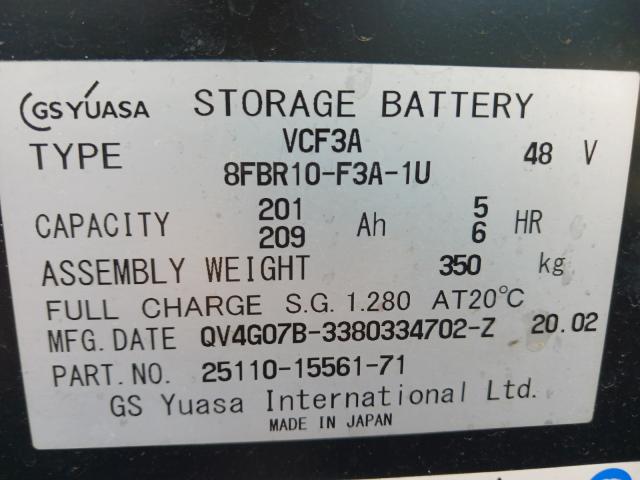 GS YUASA STORAGE BATTERY
TYPE VCF3A 48 V
8FBR10-F3A-1U
CAPACITY 201 Ah 5 HR
209 6
ASSEMBLY WEIGHT 350 kg
FULL CHARGE S.G. 1.280 AT20°C
MFG. DATE QV4G07B-3380334702-Z 20.02
PART. NO. 25110-15561-71
GS Yuasa International Ltd.
MADE IN JAPAN